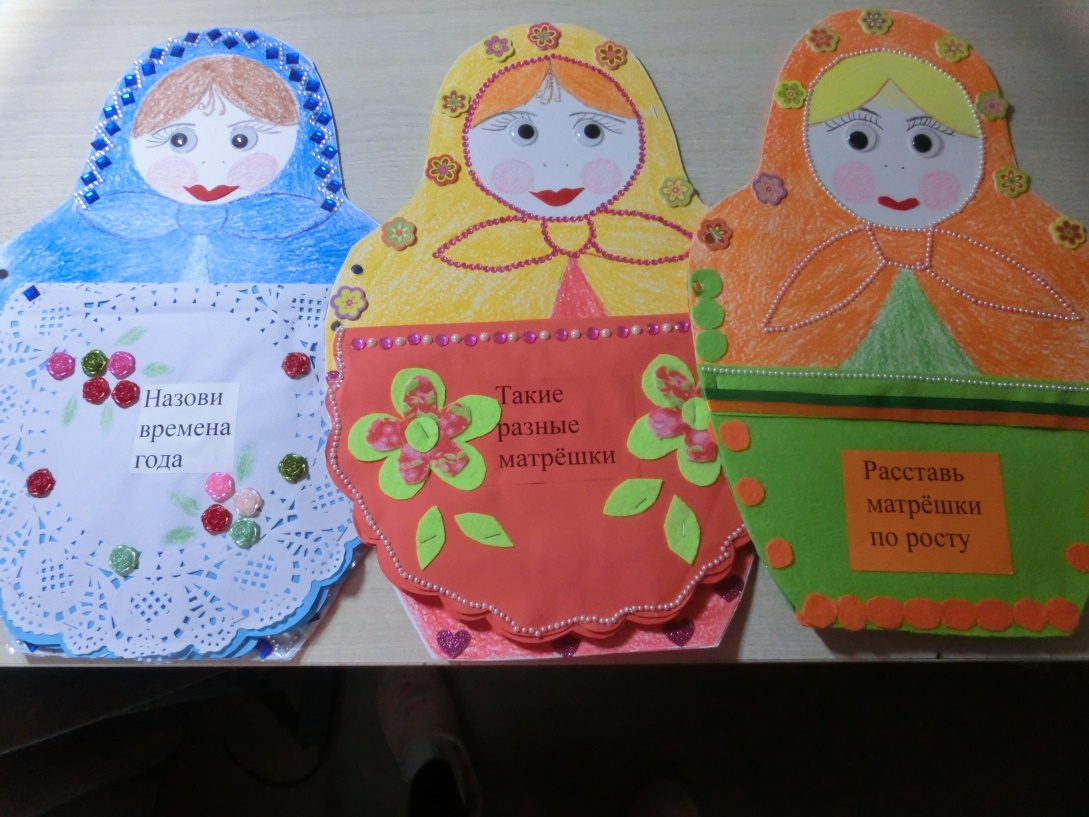 Назови
времена
года
Такие
разные
матрёшки
Расставь
матрёшки
по росту